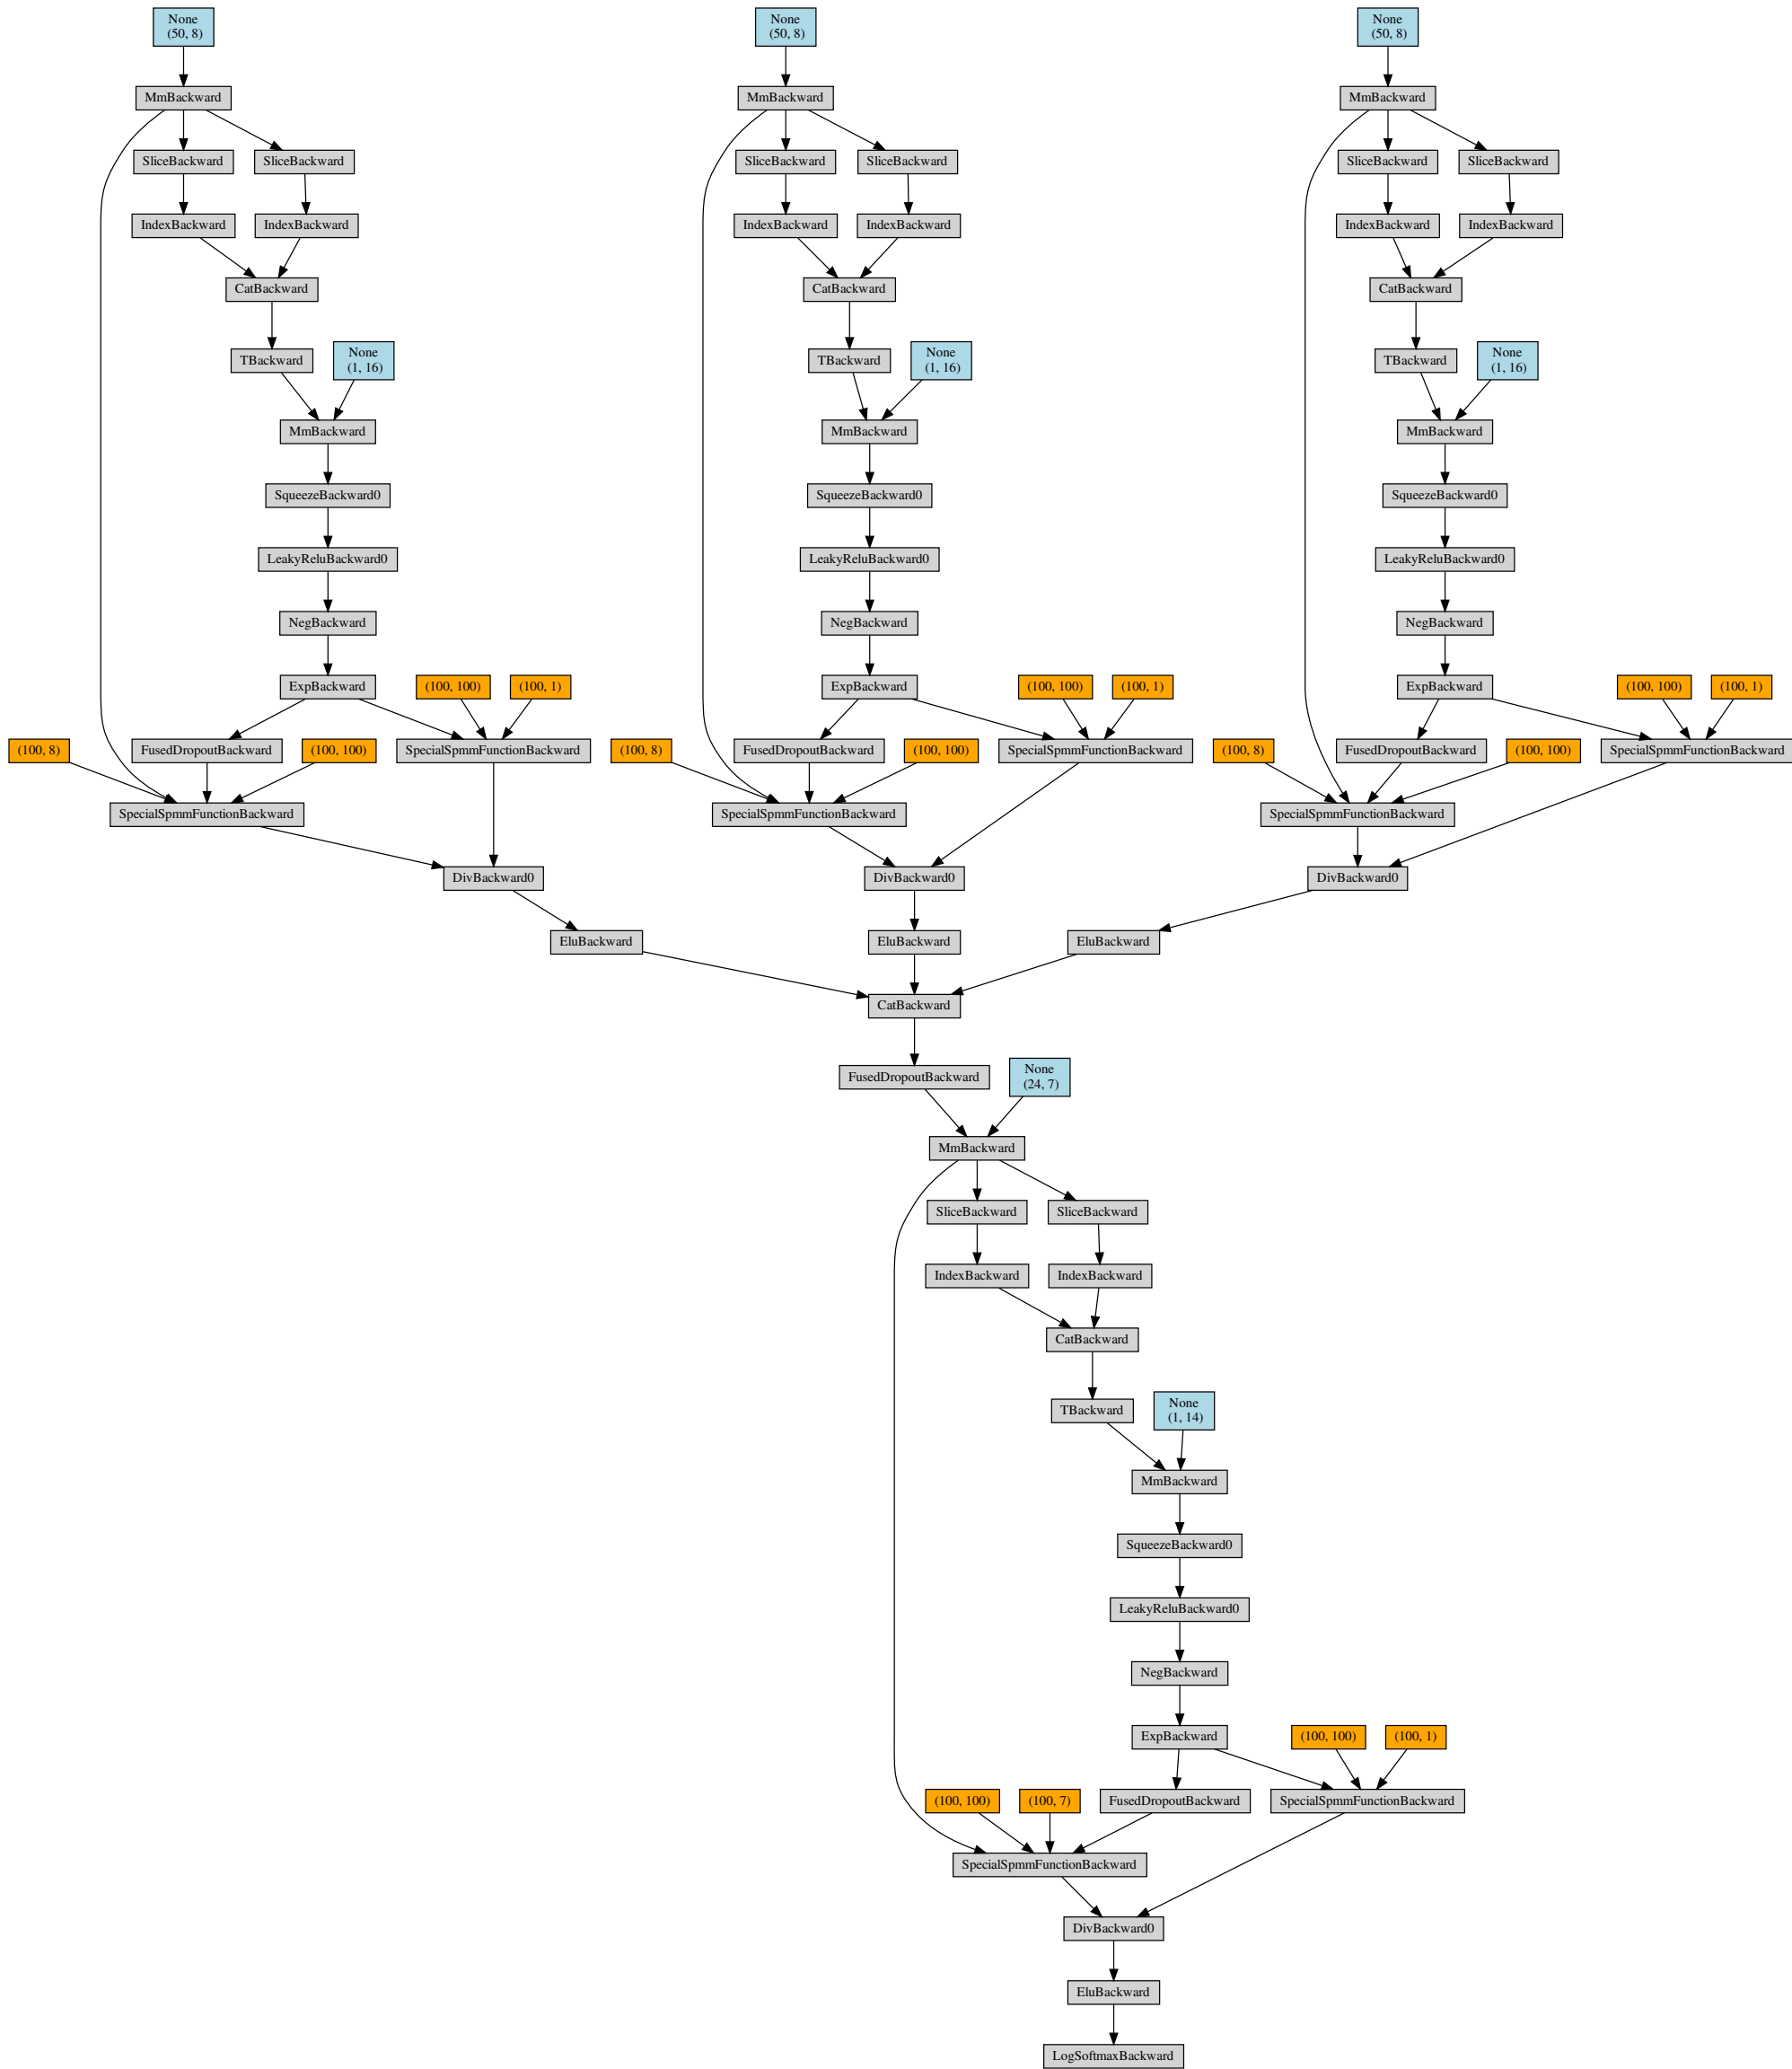 None
(50, 8)
None
(50, 8)
None
(50, 8)
MmBackward
MmBackward
MmBackward
SliceBackward
SliceBackward
SliceBackward
SliceBackward
SliceBackward
SliceBackward
IndexBackward
IndexBackward
IndexBackward
IndexBackward
IndexBackward
IndexBackward
CatBackward
CatBackward
CatBackward
TBackward
None
(1, 16)
TBackward
None
(1, 16)
TBackward
None
(1, 16)
MmBackward
MmBackward
MmBackward
SqueezeBackward0
SqueezeBackward0
SqueezeBackward0
LeakyReluBackward0
LeakyReluBackward0
LeakyReluBackward0
NegBackward
NegBackward
NegBackward
ExpBackward
(100, 100)
(100, 1)
ExpBackward
(100, 100)
(100, 1)
ExpBackward
(100, 100)
(100, 1)
(100, 8)
FusedDropoutBackward
(100, 100)
SpecialSpmmFunctionBackward
(100, 8)
FusedDropoutBackward
(100, 100)
SpecialSpmmFunctionBackward
(100, 8)
FusedDropoutBackward
(100, 100)
SpecialSpmmFunctionBackward
SpecialSpmmFunctionBackward
SpecialSpmmFunctionBackward
SpecialSpmmFunctionBackward
DivBackward0
DivBackward0
DivBackward0
EluBackward
EluBackward
EluBackward
CatBackward
FusedDropoutBackward
None
(24, 7)
MmBackward
SliceBackward
SliceBackward
IndexBackward
IndexBackward
CatBackward
TBackward
None
(1, 14)
MmBackward
SqueezeBackward0
LeakyReluBackward0
NegBackward
ExpBackward
(100, 100)
(100, 1)
(100, 100)
(100, 7)
FusedDropoutBackward
SpecialSpmmFunctionBackward
SpecialSpmmFunctionBackward
DivBackward0
EluBackward
LogSoftmaxBackward